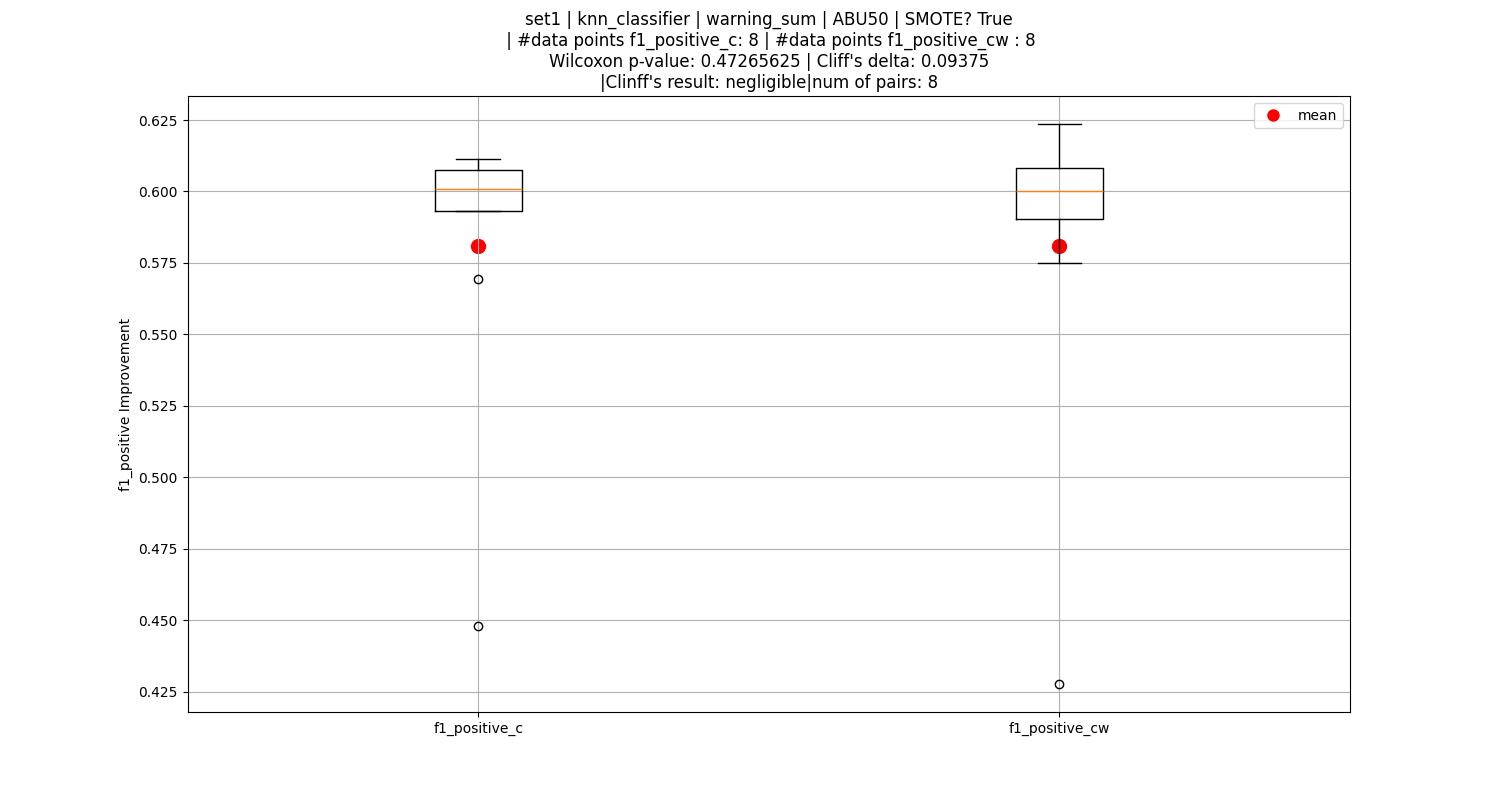 set1 | knn_classifier | warning_sum | ABU50 | SMOTE? True
| #data points f1_positive_c: 8 | #data points f1_positive_cw : 8
Wilcoxon p-value: 0.47265625 | Cliff's delta: 0.09375
|Clinff's result: negligible|num of pairs: 8
mean
0.625
0.600
0.575
0.550
0.525
0.500
0.475
0.450
0.425
f1_positive Improvement
f1_positive_c
f1_positive_cw